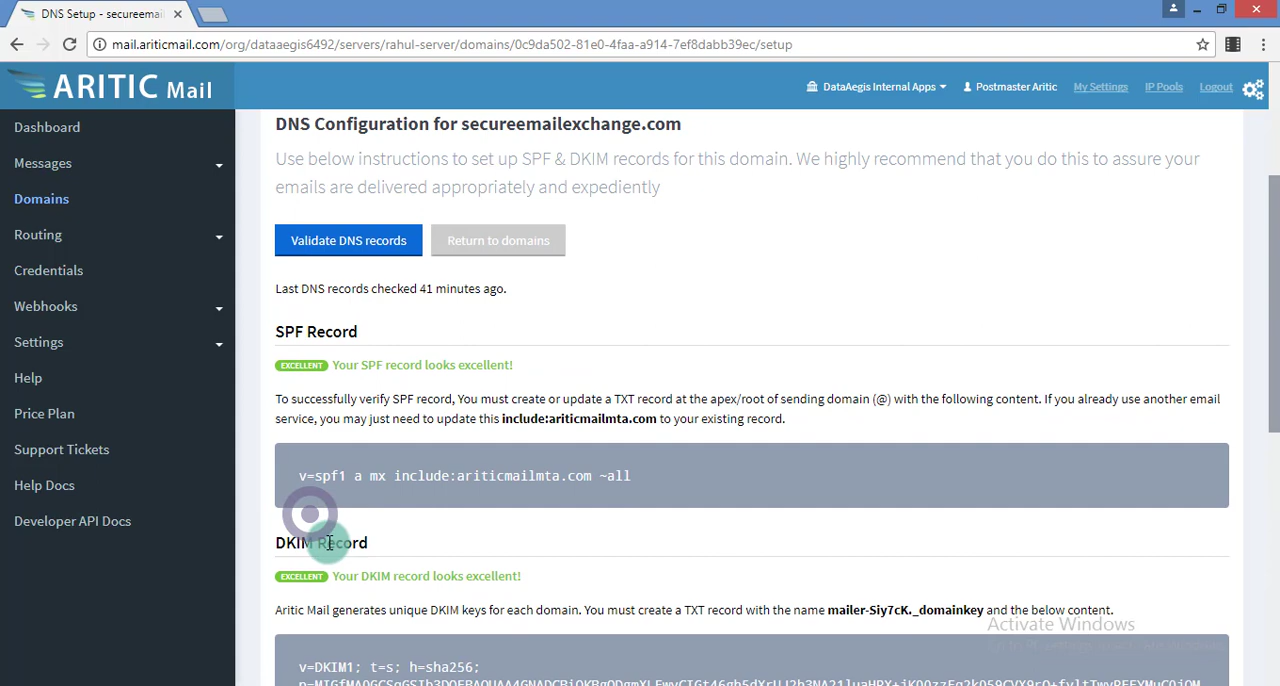 DNS Setup - secureemail
mail.ariticmail.com/org/dataaegis6492/servers/rahul-server/domains/0c9da502-81e0-4faa-a914-7ef8dabb39ec/setup
ARITIC Mail
DataAegis Internal Apps
Postmaster Aritic
My Settings
IP Pools
Logout
Dashboard
Messages
Domains
Routing
Credentials
Webhooks
Settings
Help
Price Plan
Support Tickets
Help Docs
Developer API Docs
DNS Configuration for secureemailexchange.com
Use below instructions to set up SPF & DKIM records for this domain. We highly recommend that you do this to assure your
emails are delivered appropriately and expediently
Validate DNS records
Return to domains
Last DNS records checked 41 minutes ago.
SPF Record
EXCELLENT Your SPF record looks excellent!
To successfully verify SPF record, You must create or update a TXT record at the apex/root of sending domain (@) with the following content. If you already use another email
service, you may just need to update this include:ariticmailmta.com to your existing record.
v=spf1 a mx include:ariticmailmta.com ~all
DKIM Record
EXCELLENT Your DKIM record looks excellent!
Aritic Mail generates unique DKIM keys for each domain. You must create a TXT record with the name mailer-Siy7cK._domainkey and the below content.
Activate Windows
v=DKIM1; t=s; h=sha256;